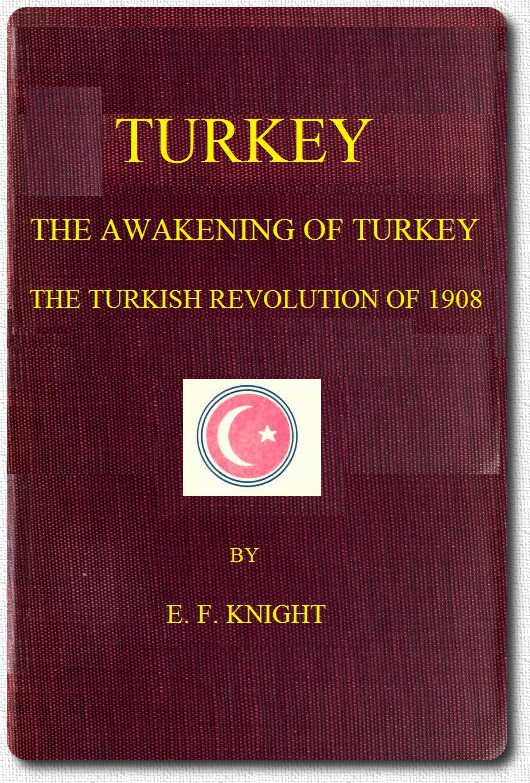 TURKEY
THE AWAKENING OF TURKEY
THE TURKISH REVOLUTION OF 1908
BY
E. F. KNIGHT